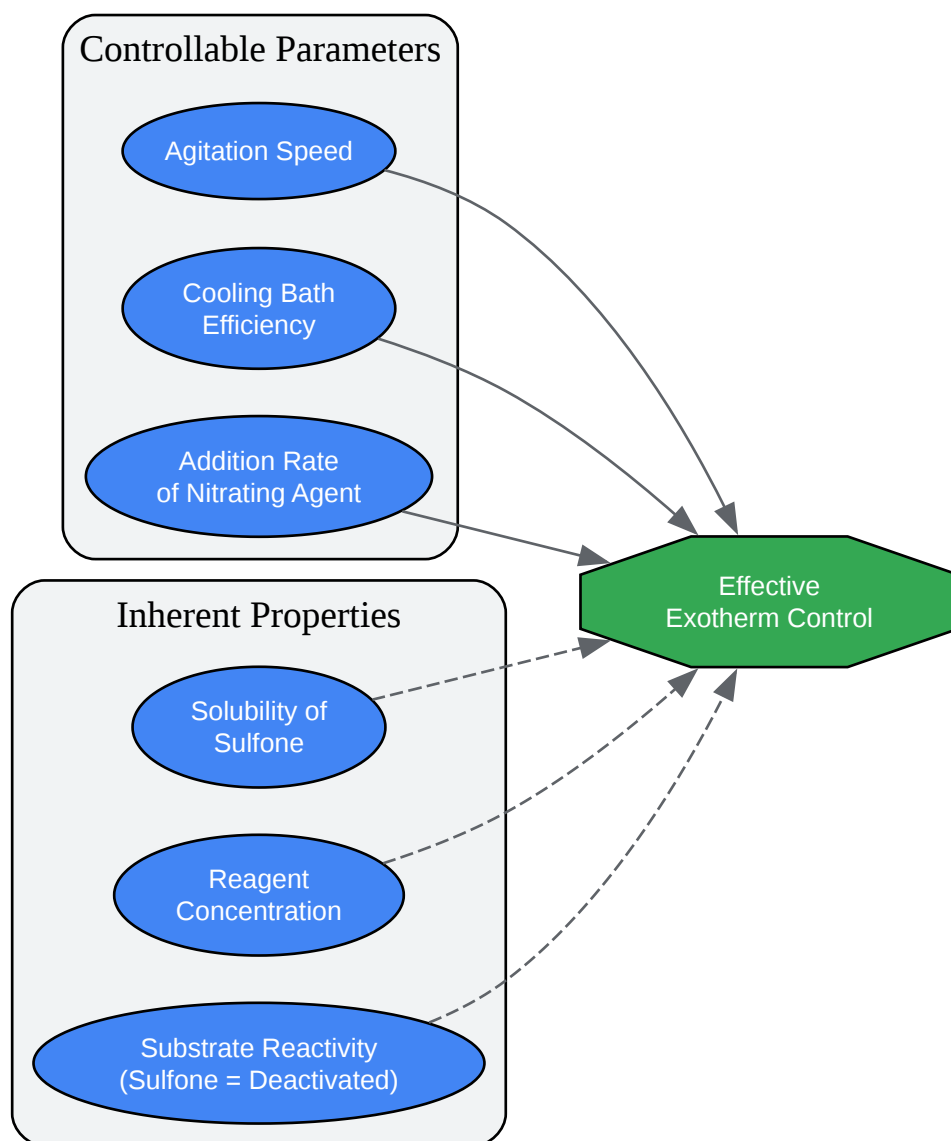 Controllable Parameters
Agitation Speed
Cooling Bath
Efficiency
Addition Rate
of Nitrating Agent
Effective
Exotherm Control
Inherent Properties
Solubility of
Sulfone
Reagent
Concentration
Substrate Reactivity
(Sulfone = Deactivated)